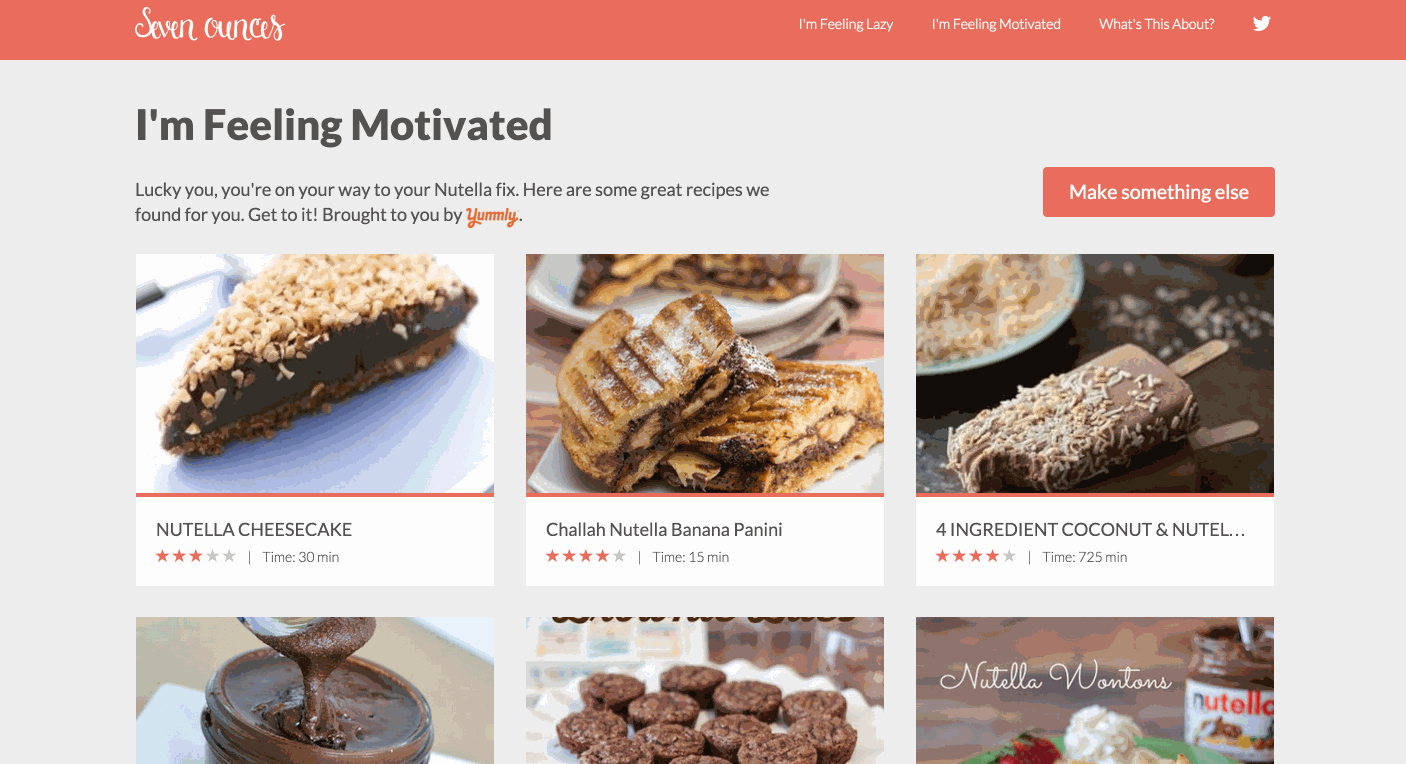 Seven ounces
I'm Feeling Lazy
I'm Feeling Motivated
What's This About?
I'm Feeling Motivated
Lucky you, you're on your way to your Nutella fix. Here are some great recipes we
found for you. Get to it! Brought to you by Yummly.
Make something else
NUTELLA CHEESECAKE
Time: 30 min
Challah Nutella Banana Panini
Time: 15 min
4 INGREDIENT COCONUT & NUTEL...
Time: 725 min
Nutella Wontons
nutella